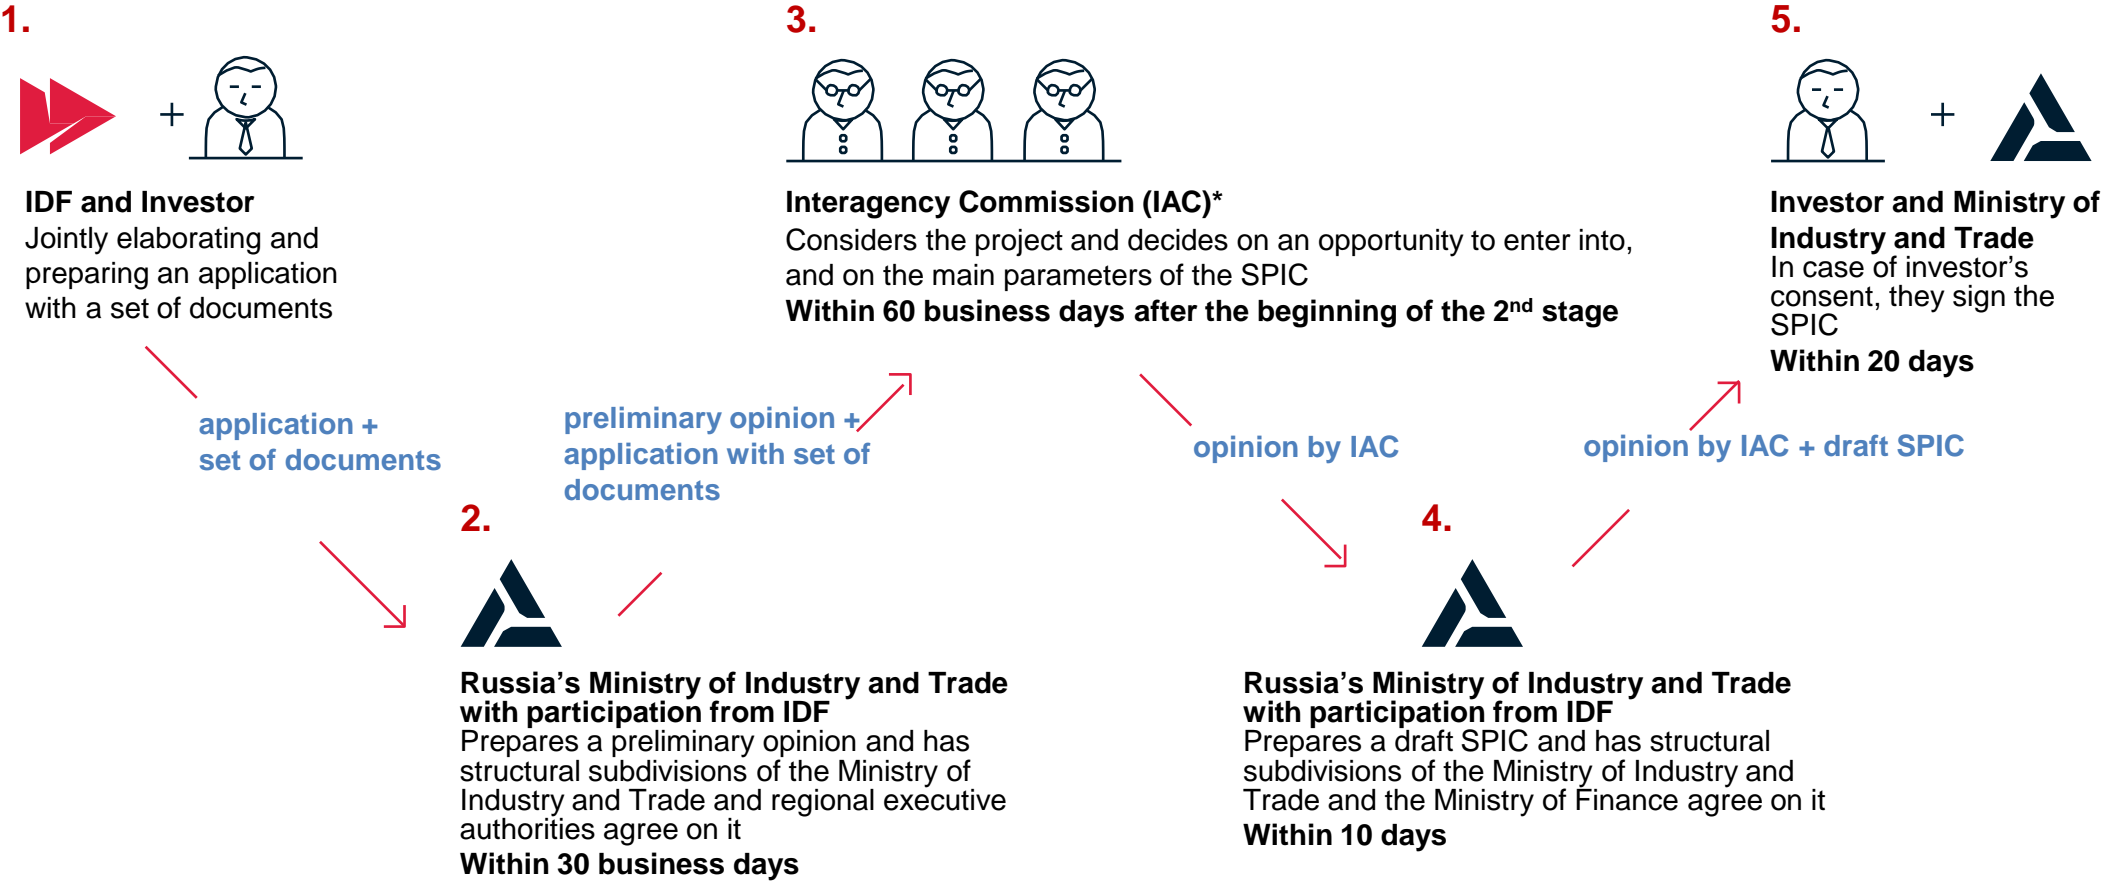 1.
IDF and Investor
Jointly elaborating and
preparing an application
with a set of documents
application +
set of documents
2.
Russia’s Ministry of Industry and Trade
with participation from IDF
Prepares a preliminary opinion and has
structural subdivisions of the Ministry of
Industry and Trade and regional executive
authorities agree on it
Within 30 business days
preliminary opinion +
application with set of
documents
3.
Interagency Commission (IAC)*
Considers the project and decides on an opportunity to enter into,
and on the main parameters of the SPIC
Within 60 business days after the beginning of the 2nd stage
opinion by IAC
4.
Russia’s Ministry of Industry and Trade
with participation from IDF
Prepares a draft SPIC and has structural
subdivisions of the Ministry of Industry and
Trade and the Ministry of Finance agree on it
Within 10 days
opinion by IAC + draft SPIC
5.
Investor and Ministry of
Industry and Trade
In case of investor’s
consent, they sign the
SPIC
Within 20 days